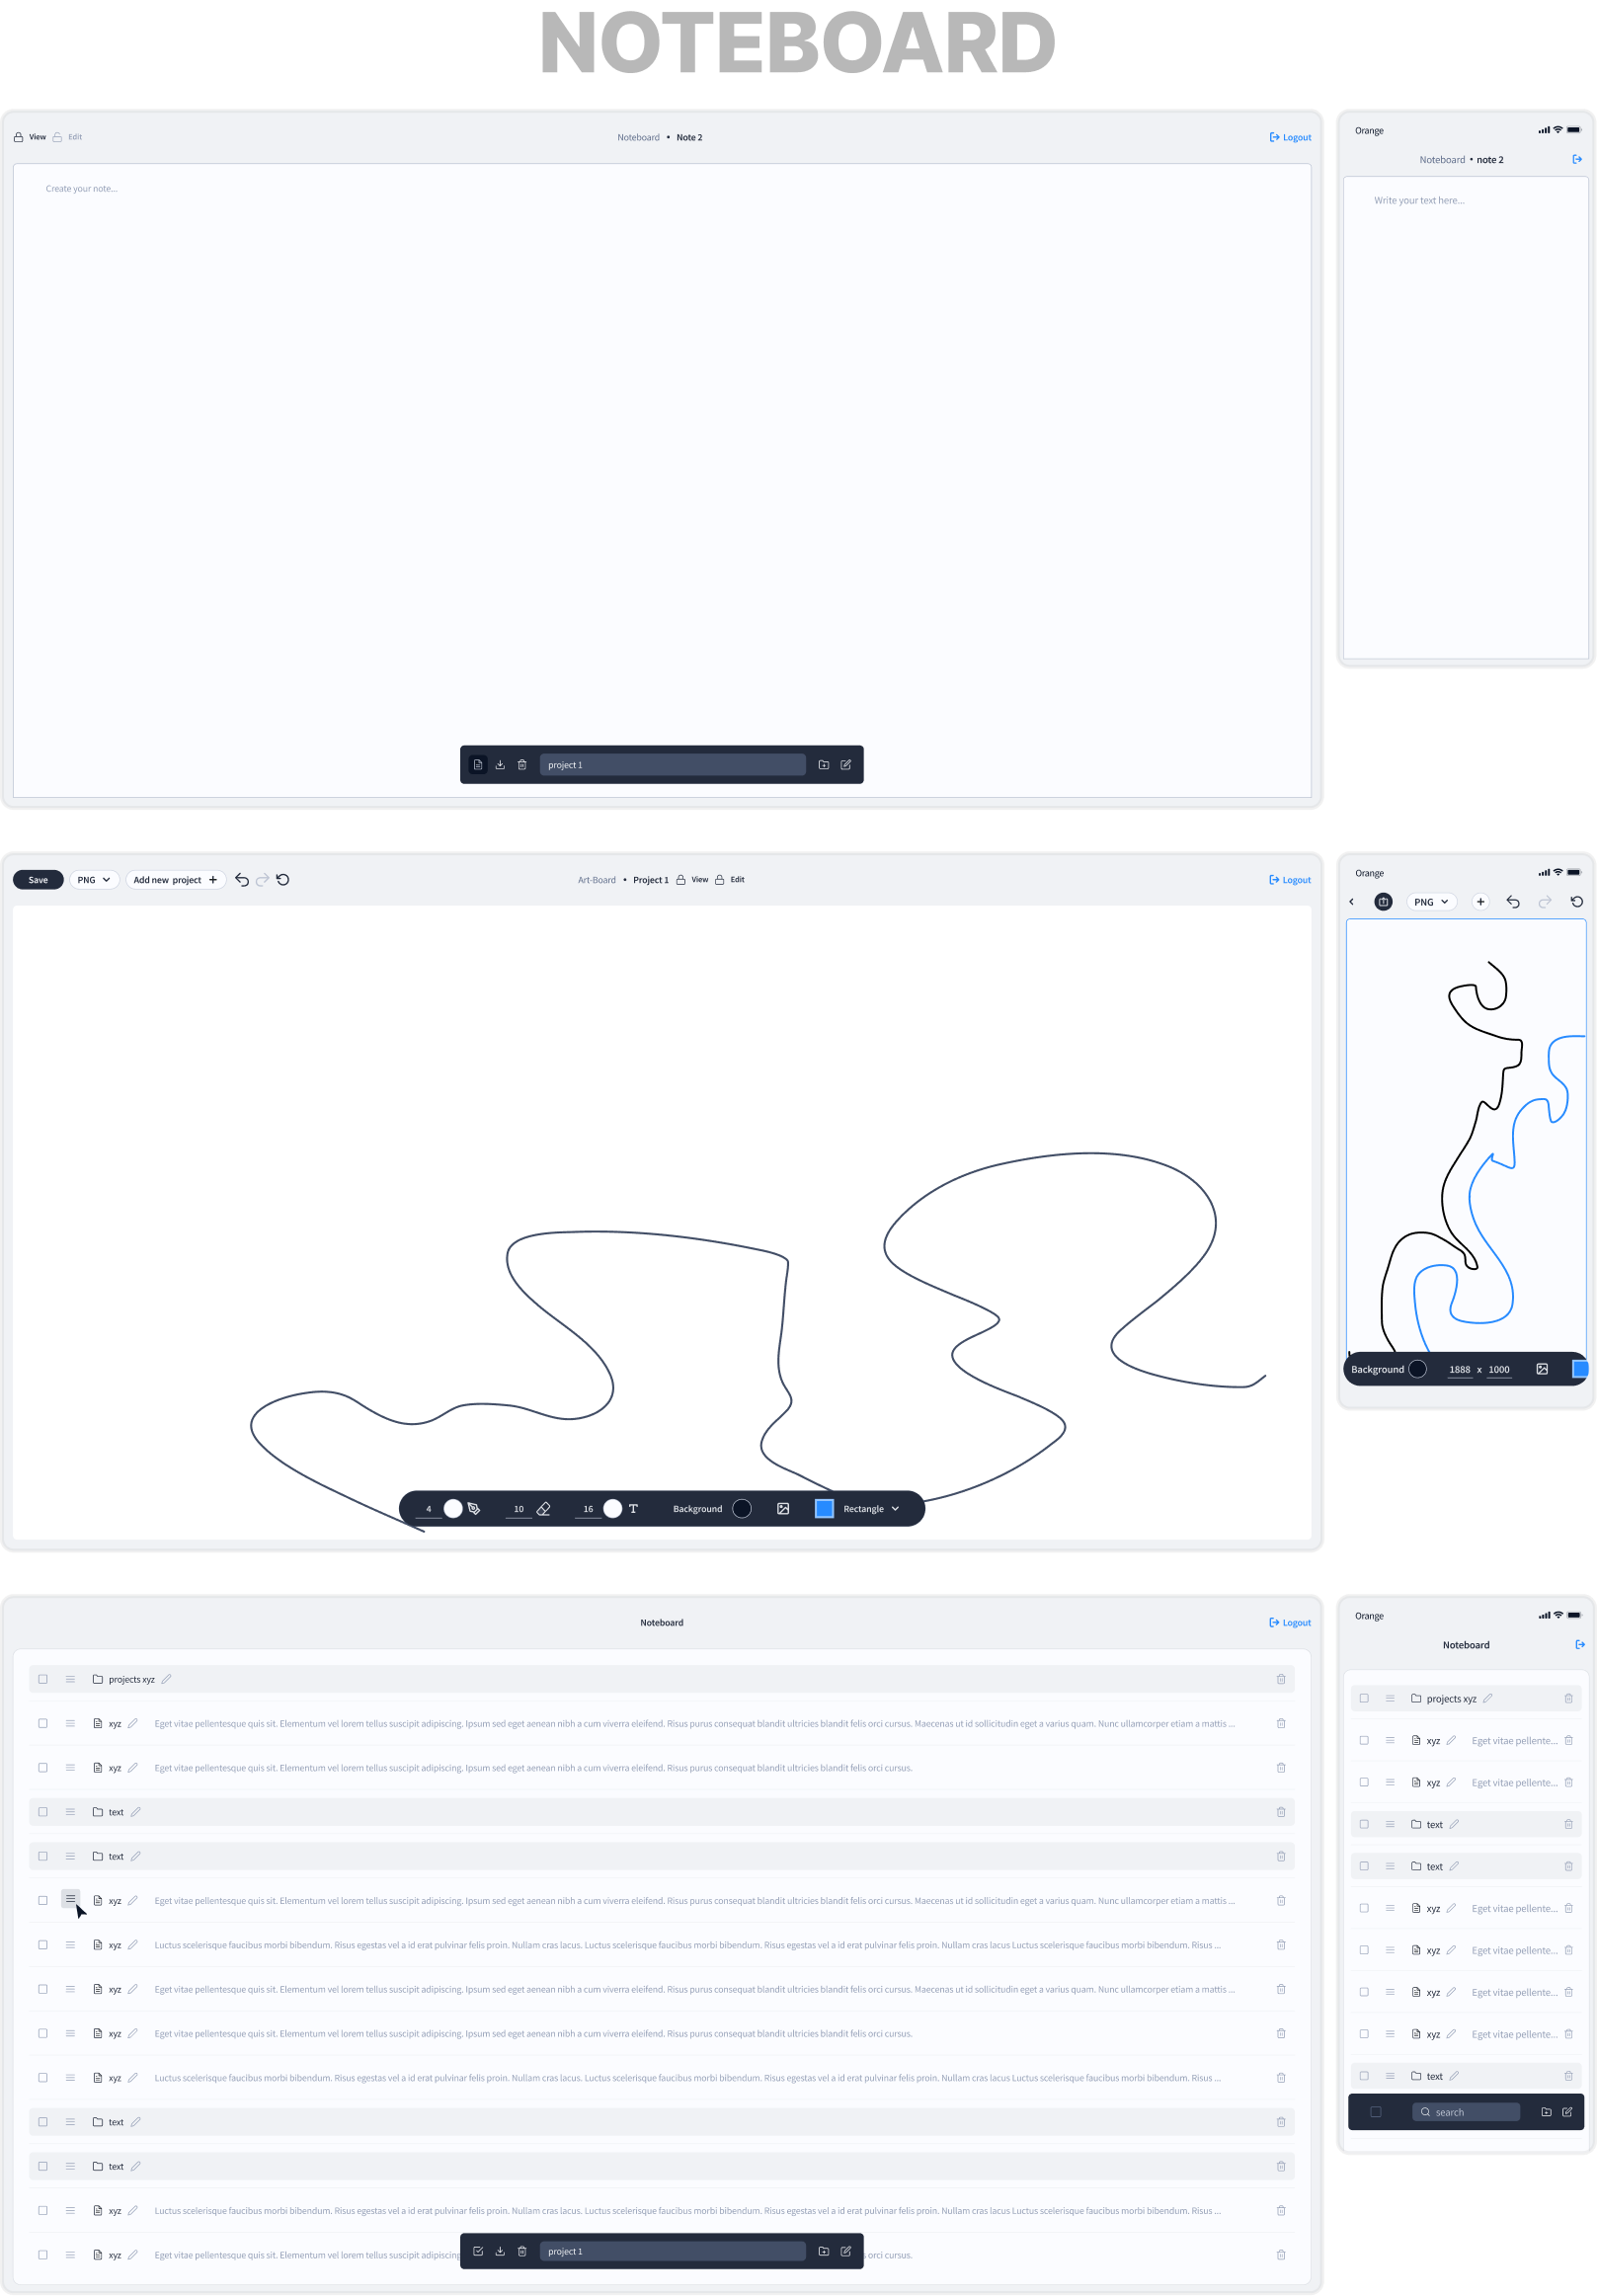 NOTEBOARD
View Edit Noteboard • Note 2 Logout
Create your note...
project 1
Orange
Noteboard • note 2
Write your text here...
Save PNG Add new project + Art-Board • Project 1 View Edit Logout
4 10 16 T Background Rectangle
Orange
PNG +
Background 1888 x 1000
Noteboard Logout
projects xyz
xyz Eget vitae pellentesque quis sit. Elementum vel lorem tellus suscipit adipiscing. Ipsum sed eget aenean nibh a cum viverra eleifend. Risus purus consequat blandit ultricies blandit felis orci cursus. Maecenas ut id sollicitudin eget a varius quam. Nunc ullamcorper etiam a mattis ...
xyz Eget vitae pellentesque quis sit. Elementum vel lorem tellus suscipit adipiscing. Ipsum sed eget aenean nibh a cum viverra eleifend. Risus purus consequat blandit ultricies blandit felis orci cursus.
text
text
xyz Eget vitae pellentesque quis sit. Elementum vel lorem tellus suscipit adipiscing. Ipsum sed eget aenean nibh a cum viverra eleifend. Risus purus consequat blandit ultricies blandit felis orci cursus. Maecenas ut id sollicitudin eget a varius quam. Nunc ullamcorper etiam a mattis ...
xyz Luctus scelerisque faucibus morbi bibendum. Risus egestas vel a id erat pulvinar felis proin. Nullam cras lacus. Luctus scelerisque faucibus morbi bibendum. Risus egestas vel a id erat pulvinar felis proin. Nullam cras lacus Luctus scelerisque faucibus morbi bibendum. Risus ...
xyz Eget vitae pellentesque quis sit. Elementum vel lorem tellus suscipit adipiscing. Ipsum sed eget aenean nibh a cum viverra eleifend. Risus purus consequat blandit ultricies blandit felis orci cursus. Maecenas ut id sollicitudin eget a varius quam. Nunc ullamcorper etiam a mattis ...
xyz Eget vitae pellentesque quis sit. Elementum vel lorem tellus suscipit adipiscing. Ipsum sed eget aenean nibh a cum viverra eleifend. Risus purus consequat blandit ultricies blandit felis orci cursus.
xyz Luctus scelerisque faucibus morbi bibendum. Risus egestas vel a id erat pulvinar felis proin. Nullam cras lacus. Luctus scelerisque faucibus morbi bibendum. Risus egestas vel a id erat pulvinar felis proin. Nullam cras lacus Luctus scelerisque faucibus morbi bibendum. Risus ...
text
text
xyz Luctus scelerisque faucibus morbi bibendum. Risus egestas vel a id erat pulvinar felis proin. Nullam cras lacus. Luctus scelerisque faucibus morbi bibendum. Risus egestas vel a id erat pulvinar felis proin. Nullam cras lacus Luctus scelerisque faucibus morbi bibendum. Risus ...
xyz Eget vitae pellentesque quis sit. Elementum vel lorem tellus suscipit adipiscing project 1 orci cursus.
Orange
Noteboard
projects xyz
xyz Eget vitae pellente...
xyz Eget vitae pellente...
text
text
xyz Eget vitae pellente...
xyz Eget vitae pellente...
xyz Eget vitae pellente...
xyz Eget vitae pellente...
text
search